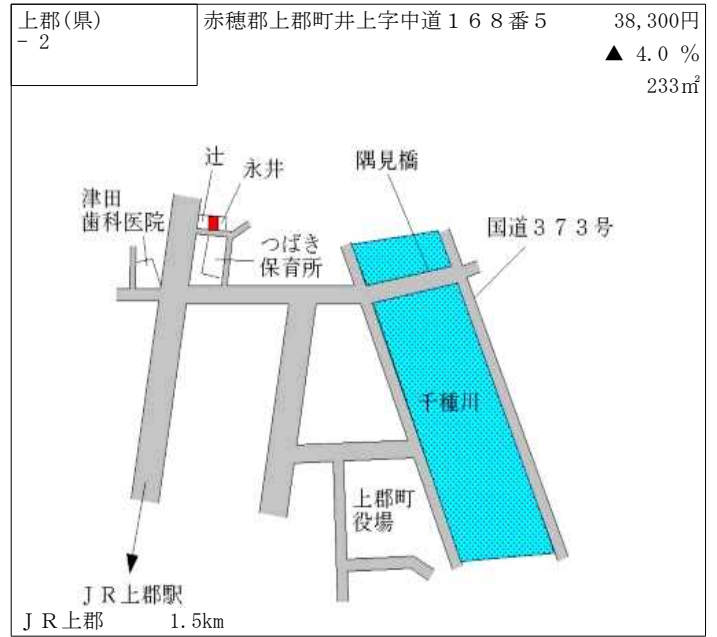 上郡(県)
- 2
赤穂郡上郡町井上字中道１６８番５
38,300円
▲ 4.0 %
233㎡
辻
永井
隅見橋
津田
歯科医院
国道３７３号
つばき
保育所
千種川
上郡町
役場
ＪＲ上郡駅
ＪＲ上郡 1.5km